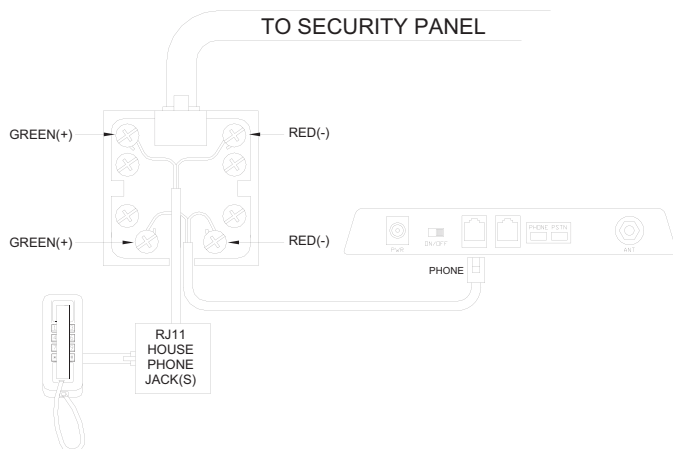 TO SECURITY PANEL
GREEN(+)
RED(-)
GREEN(+)
RED(-)
PWR
ON/OFF
PHONE PSTN
ANT
PHONE
RJ11
HOUSE
PHONE
JACK(S)